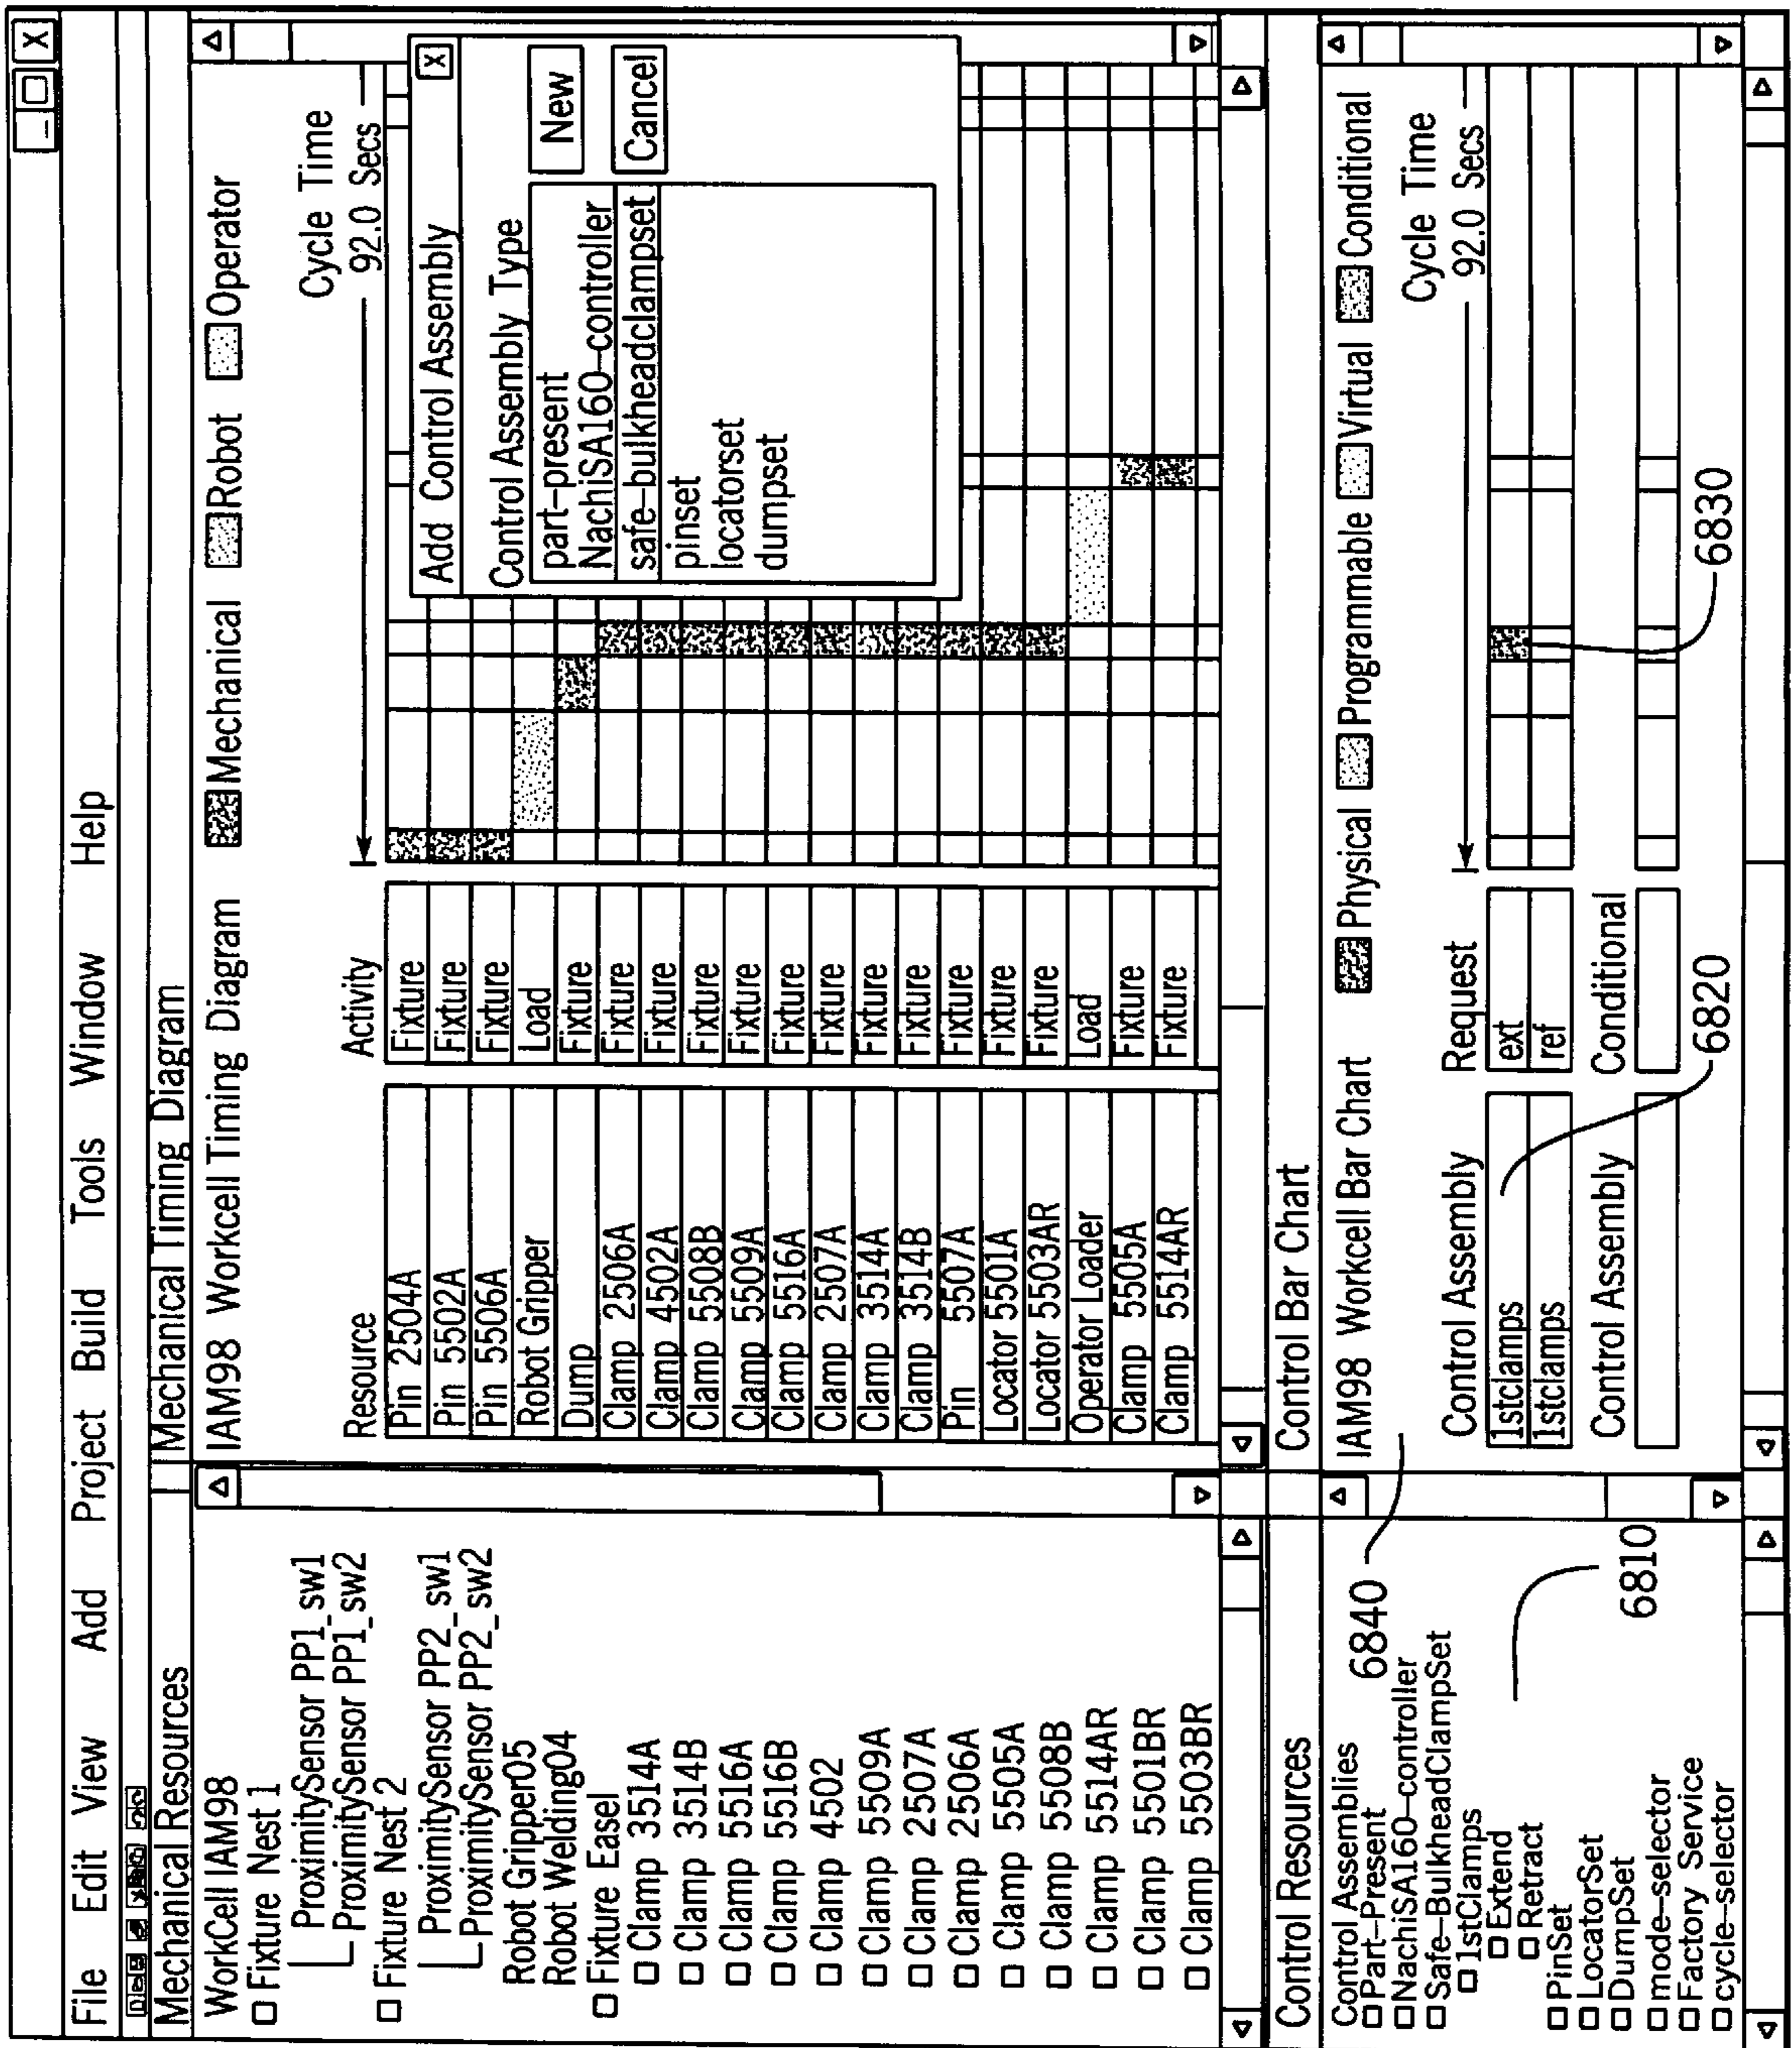 X
File Edit View Add Project Build Tools Window Help
Mechanical Resources
WorkCell IAM98
Fixture Nest 1
ProximitySensor PP1_sw1
ProximitySensor PP1_sw2
Fixture Nest 2
ProximitySensor PP2_sw1
ProximitySensor PP2_sw2
Robot Gripper05
Robot Welding04
Fixture Easel
Clamp 3514A
Clamp 3514B
Clamp 5516A
Clamp 5516B
Clamp 4502
Clamp 5509A
Clamp 2507A
Clamp 2506A
Clamp 5505A
Clamp 5508B
Clamp 5514AR
Clamp 5501BR
Clamp 5503BR
Mechanical Timing Diagram
IAM98 Workcell Timing Diagram Mechanical Robot Operator
Cycle Time
92.0 Secs
Resource Activity
Pin 2504A Fixture
Pin 5502A Fixture
Pin 5506A Fixture
Robot Gripper Load
Dump Fixture
Clamp 2506A Fixture
Clamp 4502A Fixture
Clamp 5508B Fixture
Clamp 5509A Fixture
Clamp 5516A Fixture
Clamp 2507A Fixture
Clamp 3514A Fixture
Clamp 3514B Fixture
Pin 5507A Fixture
Locator 5501A Fixture
Locator 5503AR Fixture
Operator Loader Load
Clamp 5505A Fixture
Clamp 5514AR Fixture
Add Control Assembly X
Control Assembly Type
part-present
NachiSA160-controller
safe-bulkheadclampset
pinset
locatorset
dumpset
New
Cancel
Control Resources
Control Assemblies
Part-Present
NachiSA160-controller
Safe-BulkheadClampSet
1stClamps
Extend
Retract
PinSet
LocatorSet
DumpSet
mode-selector
Factory Service
cycle-selector
6840
6810
Control Bar Chart
IAM98 Workcell Bar Chart Physical Programmable Virtual Conditional
Cycle Time
92.0 Secs
Control Assembly Request
1stclamps ext
1stclamps ref
Control Assembly Conditional
6820
6830